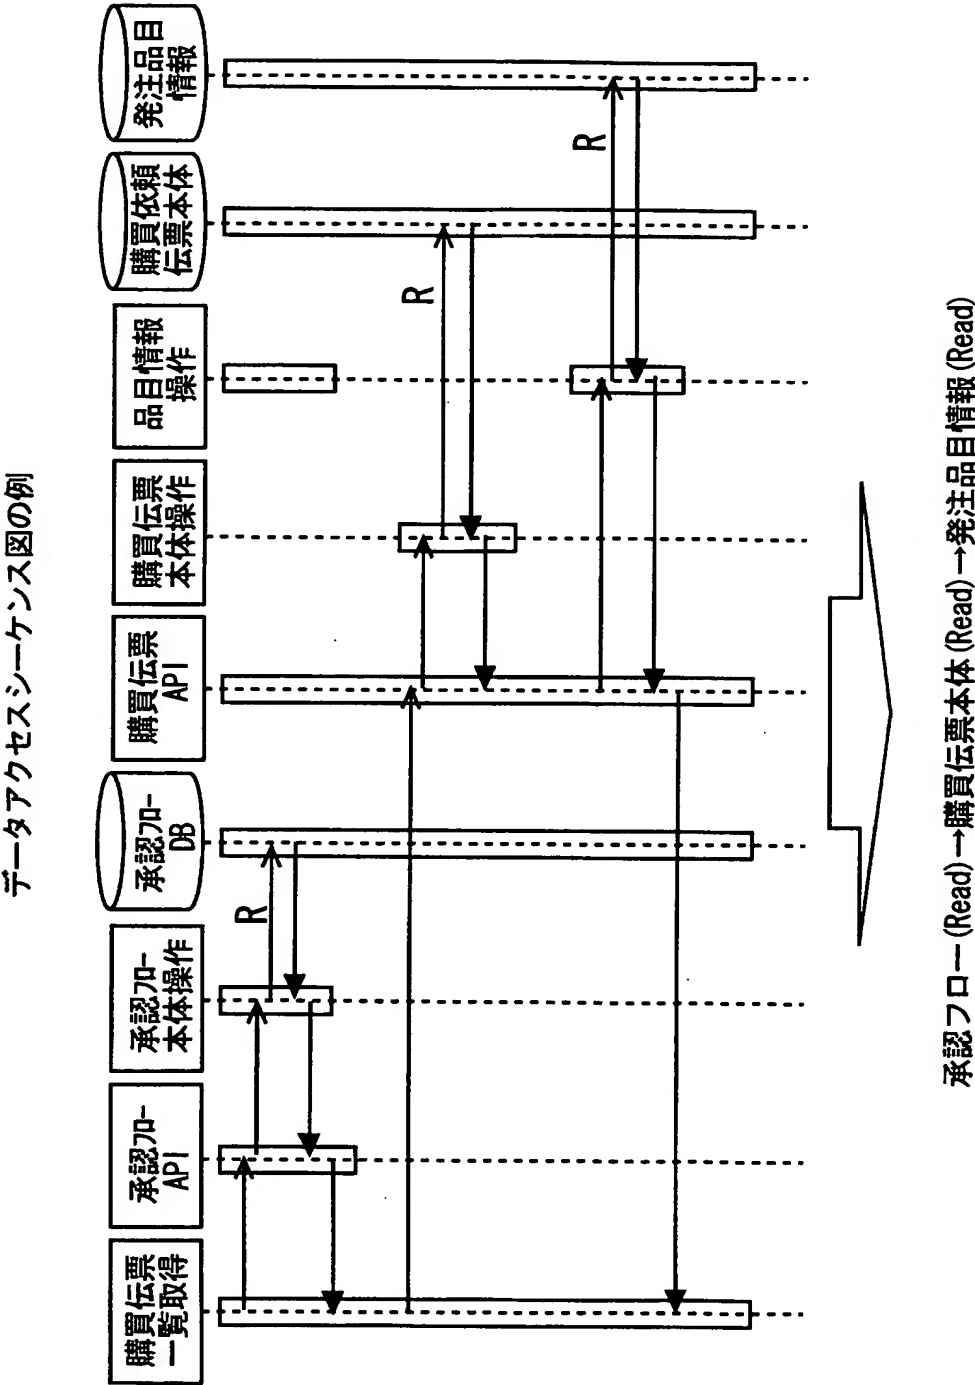 データアクセスシーケンス図の例
購買伝票
一覧取得
承認フロー
API
承認フロー
本体操作
承認フロー
DB
購買伝票
API
購買伝票
本体操作
品目情報
操作
購買依頼
伝票本体
発注品目
情報
R
R
R
承認フロー(Read)→購買伝票本体(Read)→発注品目情報(Read)